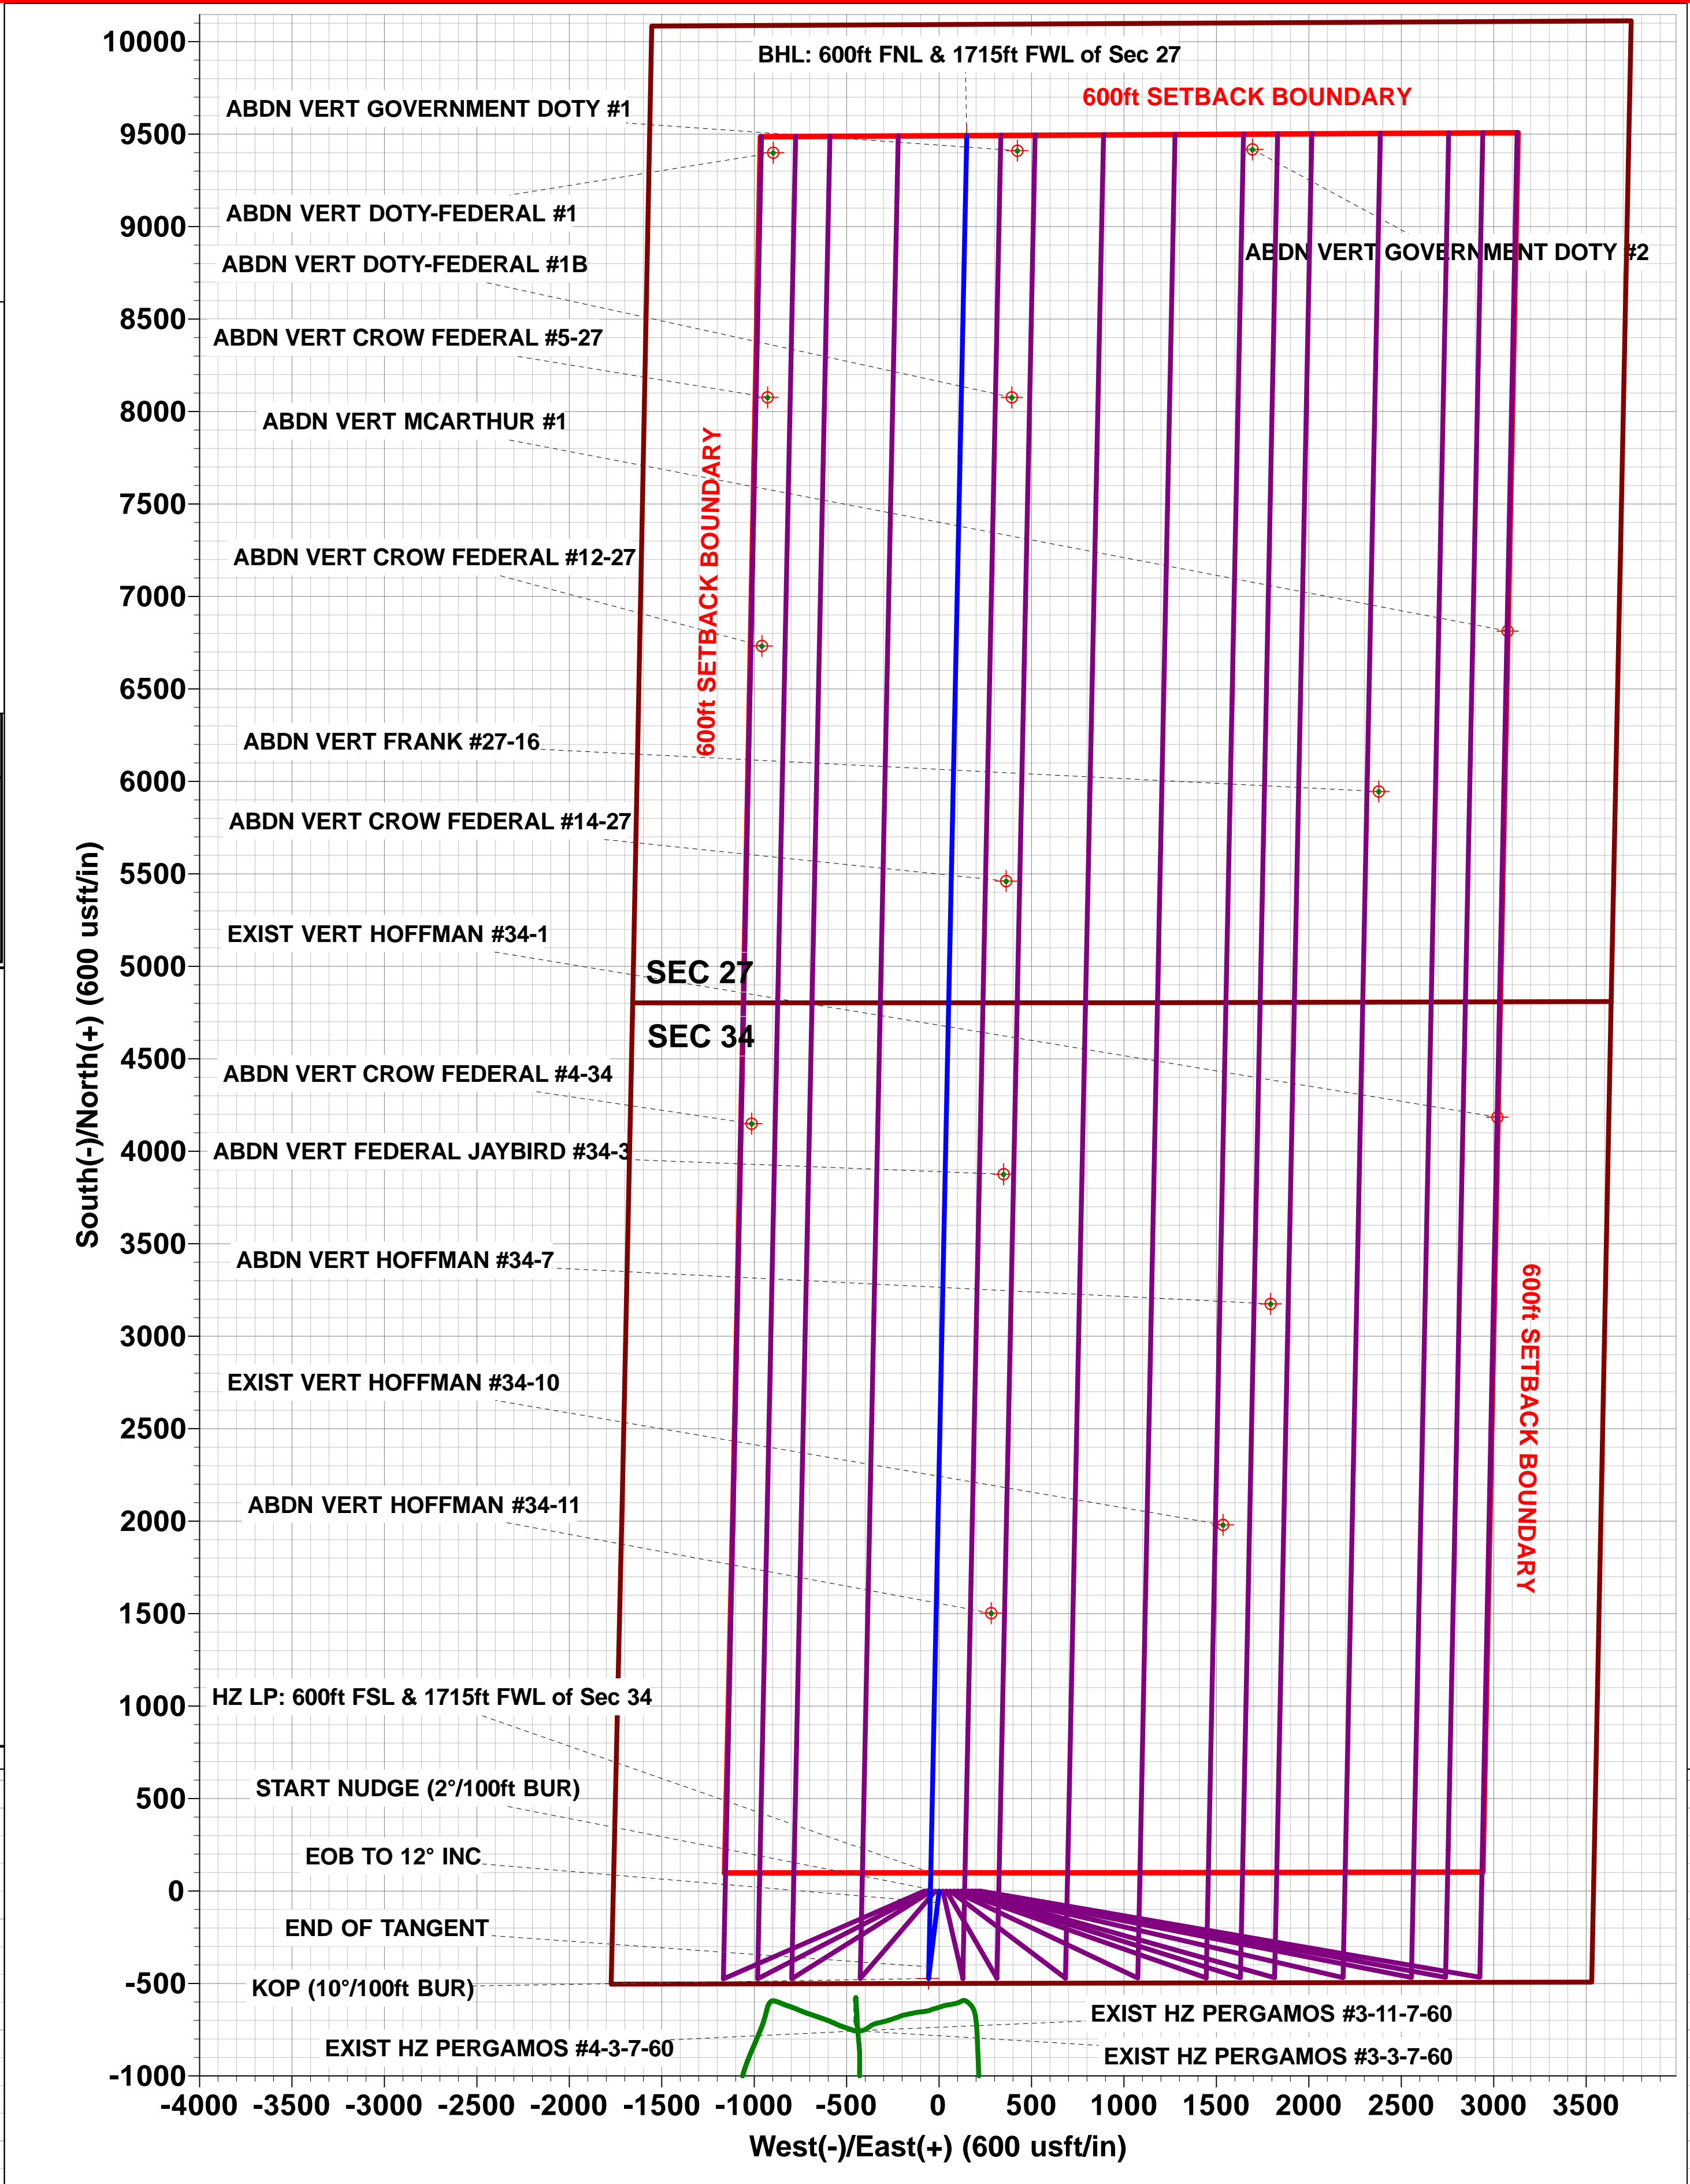 10000
BHL: 600ft FNL & 1715ft FWL of Sec 27
600ft SETBACK BOUNDARY
ABDN VERT GOVERNMENT DOTY #1
9500
ABDN VERT DOTY-FEDERAL #1
9000
ABDN VERT GOVERNMENT DOTY #2
ABDN VERT DOTY-FEDERAL #1B
8500
ABDN VERT CROW FEDERAL #5-27
8000
ABDN VERT MCARTHUR #1
600ft SETBACK BOUNDARY
7500
ABDN VERT CROW FEDERAL #12-27
7000
6500
ABDN VERT FRANK #27-16
6000
ABDN VERT CROW FEDERAL #14-27
5500
EXIST VERT HOFFMAN #34-1
5000
SEC 27
SEC 34
4500
ABDN VERT CROW FEDERAL #4-34
South(-)/North(+) (600 usft/in)
4000
ABDN VERT FEDERAL JAYBIRD #34-3
3500
ABDN VERT HOFFMAN #34-7
600ft SETBACK BOUNDARY
3000
EXIST VERT HOFFMAN #34-10
2500
2000
ABDN VERT HOFFMAN #34-11
1500
HZ LP: 600ft FSL & 1715ft FWL of Sec 34
1000
START NUDGE (2°/100ft BUR)
500
EOB TO 12° INC
0
END OF TANGENT
-500
KOP (10°/100ft BUR)
EXIST HZ PERGAMOS #3-11-7-60
EXIST HZ PERGAMOS #4-3-7-60
EXIST HZ PERGAMOS #3-3-7-60
-1000
-4000 -3500 -3000 -2500 -2000 -1500 -1000 -500 0 500 1000 1500 2000 2500 3000 3500
West(-)/East(+) (600 usft/in)